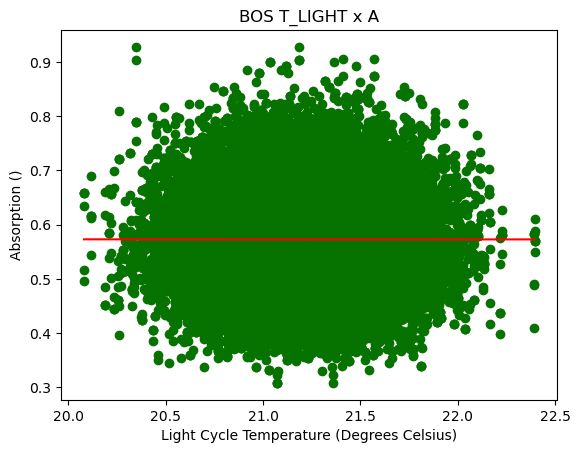 BOS T_LIGHT x A
Absorption ()
0.9
0.8
0.7
0.6
0.5
0.4
0.3
20.0 20.5 21.0 21.5 22.0 22.5
Light Cycle Temperature (Degrees Celsius)